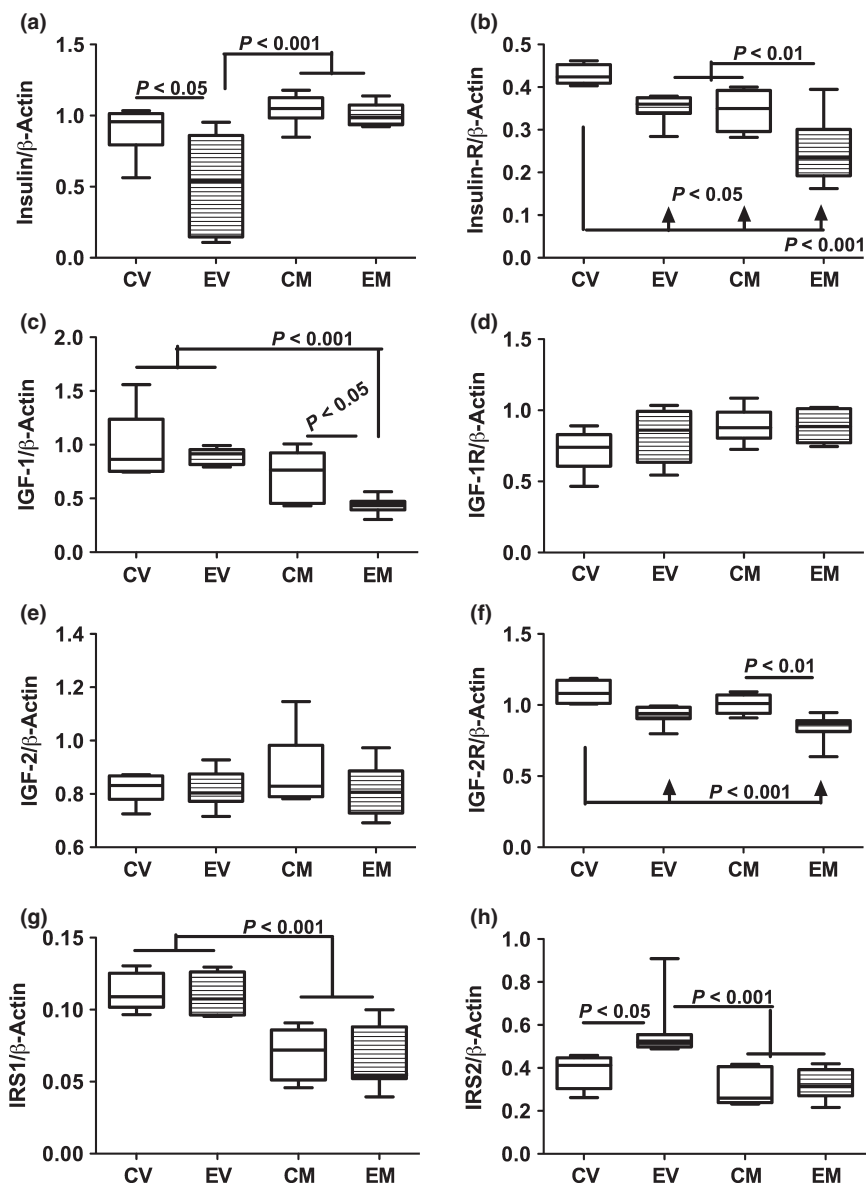 (a)
Insulin/β-Actin
1.5
1.0
0.5
0.0
P < 0.05
P < 0.001
CV EV CM EM
(b)
Insulin-R/β-Actin
0.5
0.4
0.3
0.2
0.1
0.0
P < 0.01
P < 0.05
P < 0.001
CV EV CM EM
(c)
IGF-1/β-Actin
2.0
1.5
1.0
0.5
0.0
P < 0.001
P < 0.05
CV EV CM EM
(d)
IGF-1R/β-Actin
1.5
1.0
0.5
0.0
CV EV CM EM
(e)
IGF-2/β-Actin
1.4
1.2
1.0
0.8
0.6
CV EV CM EM
(f)
IGF-2R/β-Actin
1.5
1.0
0.5
0.0
P < 0.01
P < 0.001
CV EV CM EM
(g)
IRS1/β-Actin
0.15
0.10
0.05
0.00
P < 0.001
CV EV CM EM
(h)
IRS2/β-Actin
1.0
0.8
0.6
0.4
0.2
0.0
P < 0.05
P < 0.001
CV EV CM EM